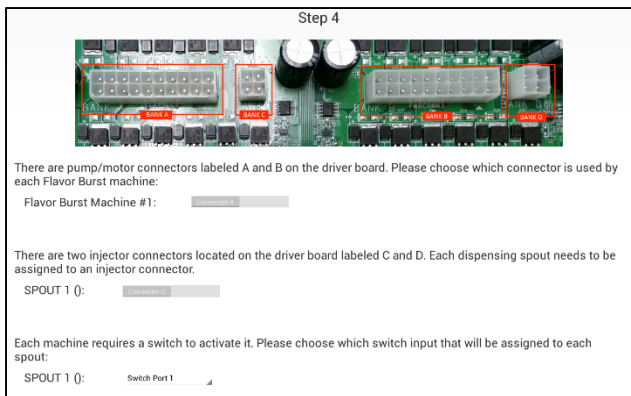 Step 4
BANK A
BANK C
BANK B
BANK D
There are pump/motor connectors labeled A and B on the driver board. Please choose which connector is used by
each Flavor Burst machine:
Flavor Burst Machine #1: Connector A
There are two injector connectors located on the driver board labeled C and D. Each dispensing spout needs to be
assigned to an injector connector.
SPOUT 1 (): Connector C
Each machine requires a switch to activate it. Please choose which switch input that will be assigned to each
spout:
SPOUT 1 (): Switch Port 1